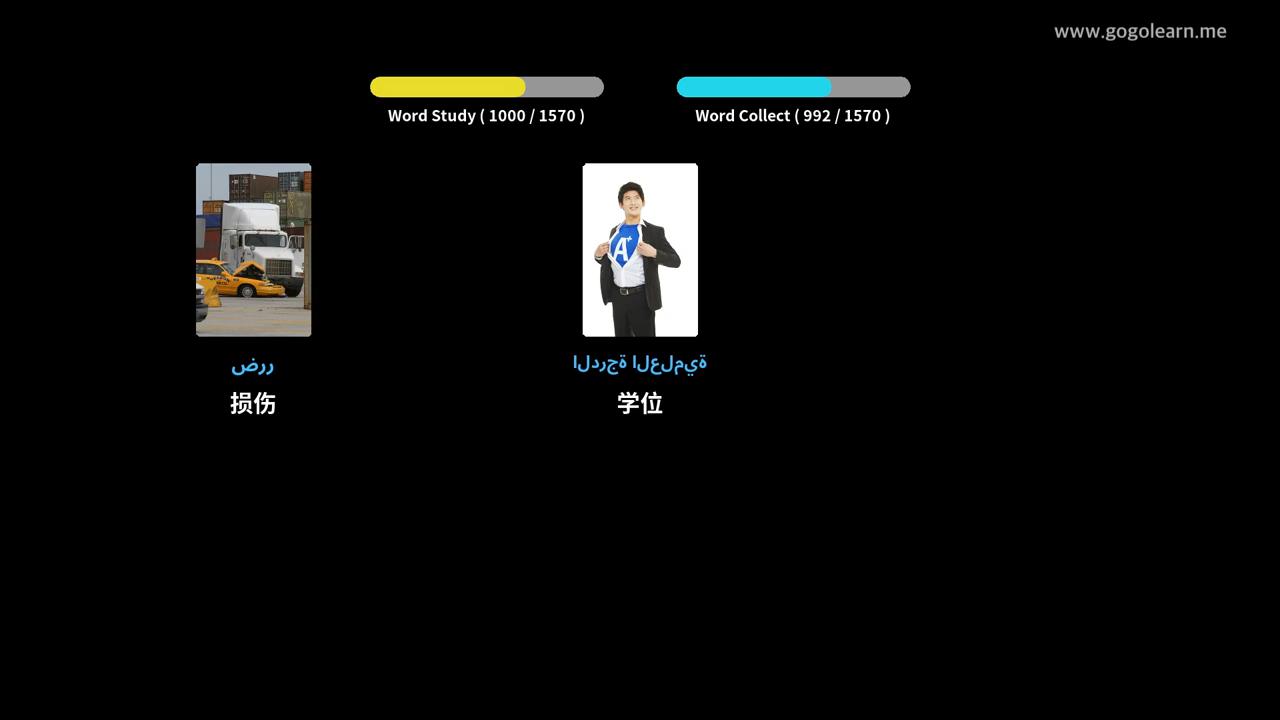 www.gogolearn.me
Word Study ( 1000 / 1570 )
Word Collect ( 992 / 1570 )
A+
ضرر
损伤
الدرجة العلمية
学位